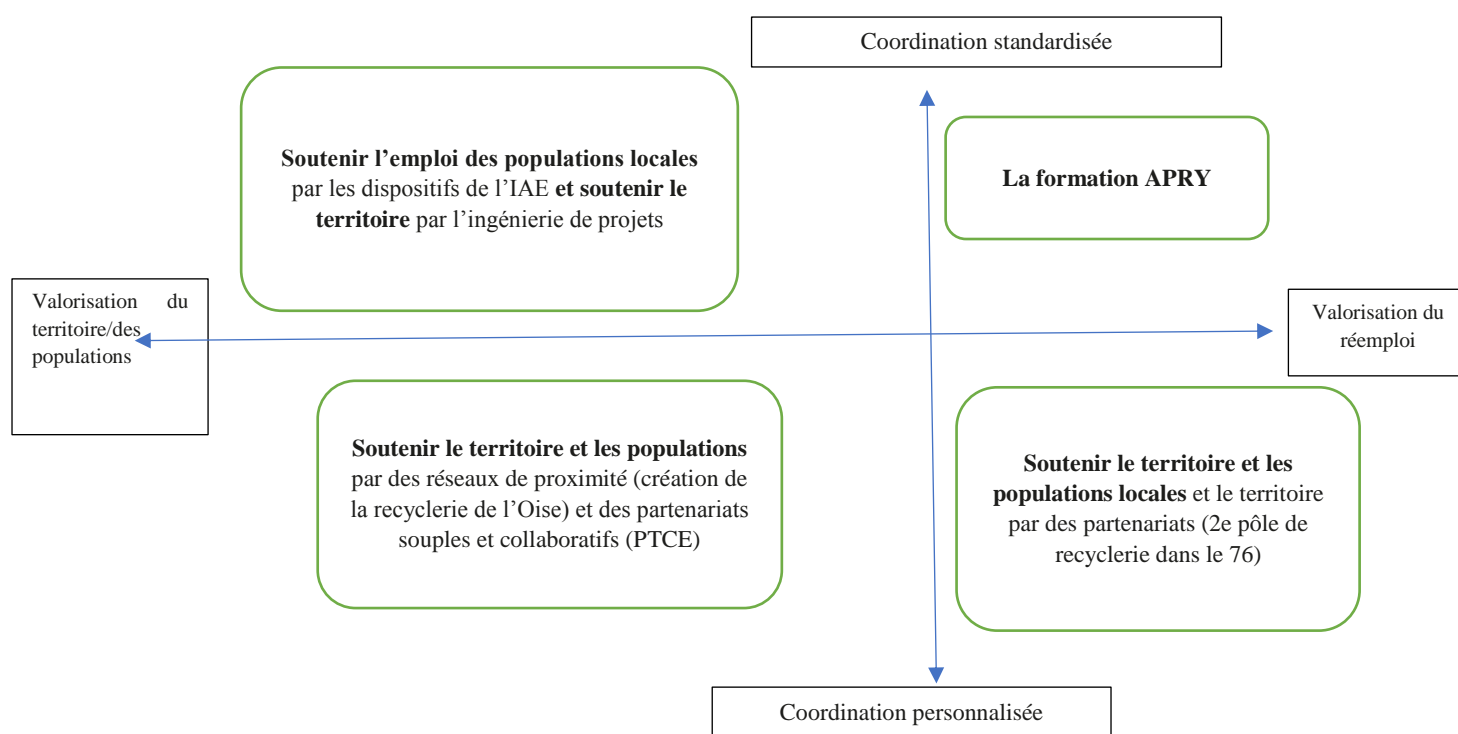 Coordination standardisée
Soutenir l’emploi des populations locales
par les dispositifs de l’IAE et soutenir le
territoire par l’ingénierie de projets
La formation APRY
Valorisation du
territoire/des
populations
Valorisation du
réemploi
Soutenir le territoire et les populations
par des réseaux de proximité (création de
la recyclerie de l’Oise) et des partenariats
souples et collaboratifs (PTCE)
Soutenir le territoire et les
populations locales et le territoire
par des partenariats (2e pôle de
recyclerie dans le 76)
Coordination personnalisée